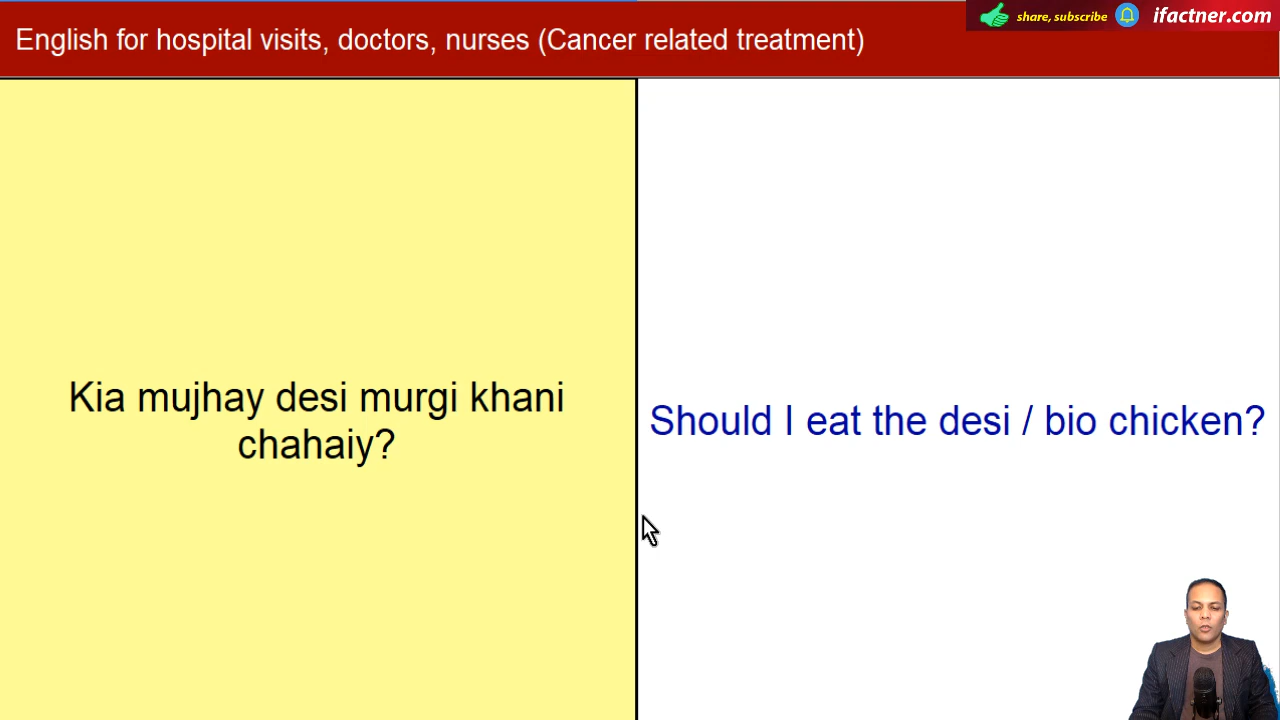 English for hospital visits, doctors, nurses (Cancer related treatment)
share, subscribe
ifactner.com
Kia mujhay desi murgi khani
chahaiy?
Should I eat the desi / bio chicken?